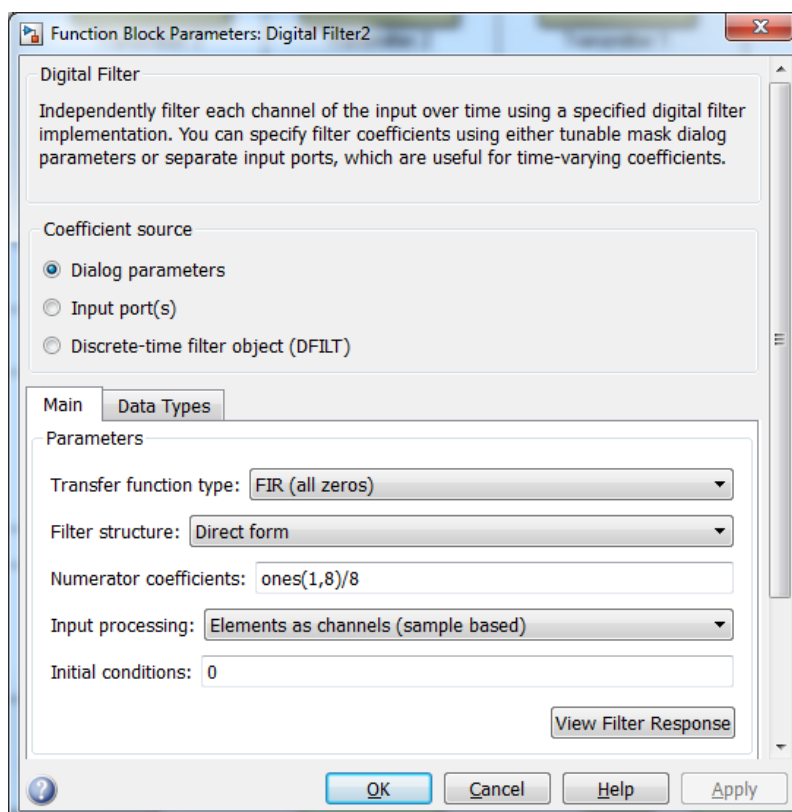 Function Block Parameters: Digital Filter2
Digital Filter
Independently filter each channel of the input over time using a specified digital filter
implementation. You can specify filter coefficients using either tunable mask dialog
parameters or separate input ports, which are useful for time-varying coefficients.
Coefficient source
Dialog parameters
Input port(s)
Discrete-time filter object (DFILT)
Main Data Types
Parameters
Transfer function type: FIR (all zeros)
Filter structure: Direct form
Numerator coefficients: ones(1,8)/8
Input processing: Elements as channels (sample based)
Initial conditions: 0
View Filter Response
OK Cancel Help Apply